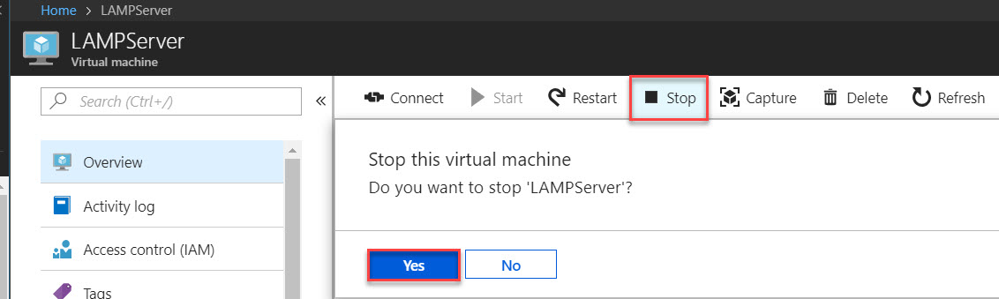 Home > LAMPServer
LAMPServer
Virtual machine
Search (Ctrl+/)
«
Connect Start Restart Stop Capture Delete Refresh
Overview
Activity log
Access control (IAM)
Tags
Stop this virtual machine
Do you want to stop 'LAMPServer'?
Yes No